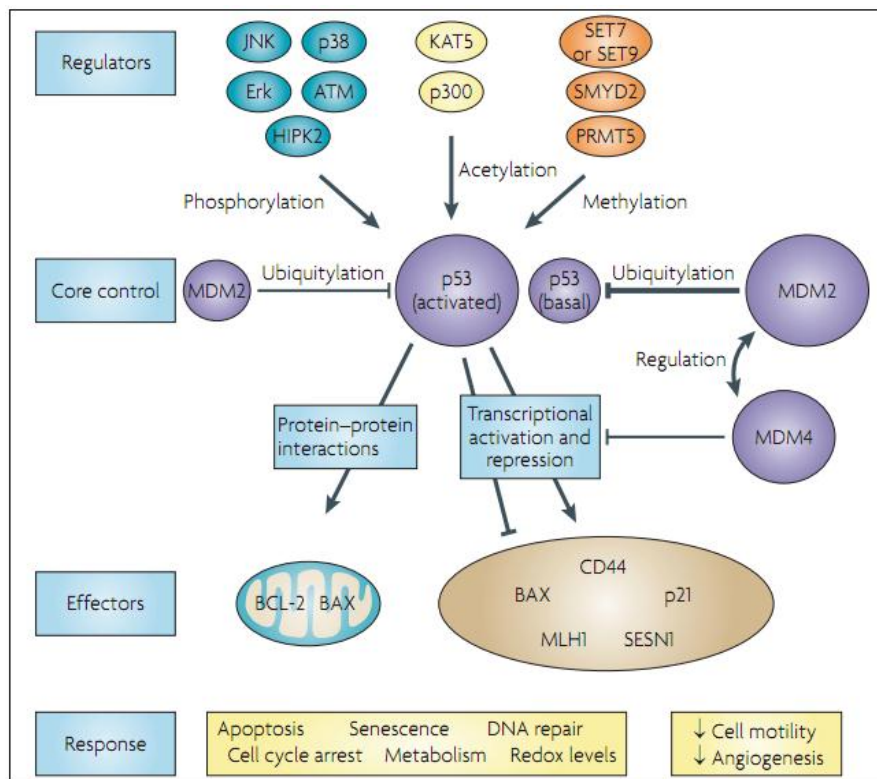 Regulators
JNK
p38
Erk
ATM
HIPK2
KAT5
p300
SET7
or SET9
SMYD2
PRMT5
Phosphorylation
Acetylation
Methylation
Core control
MDM2
Ubiquitylation
p53
(activated)
p53
(basal)
Ubiquitylation
MDM2
Regulation
MDM4
Protein–protein
interactions
Transcriptional
activation and
repression
Effectors
BCL-2 BAX
CD44
BAX
p21
MLH1
SESN1
Response
Apoptosis Senescence DNA repair
Cell cycle arrest Metabolism Redox levels
↓ Cell motility
↓ Angiogenesis